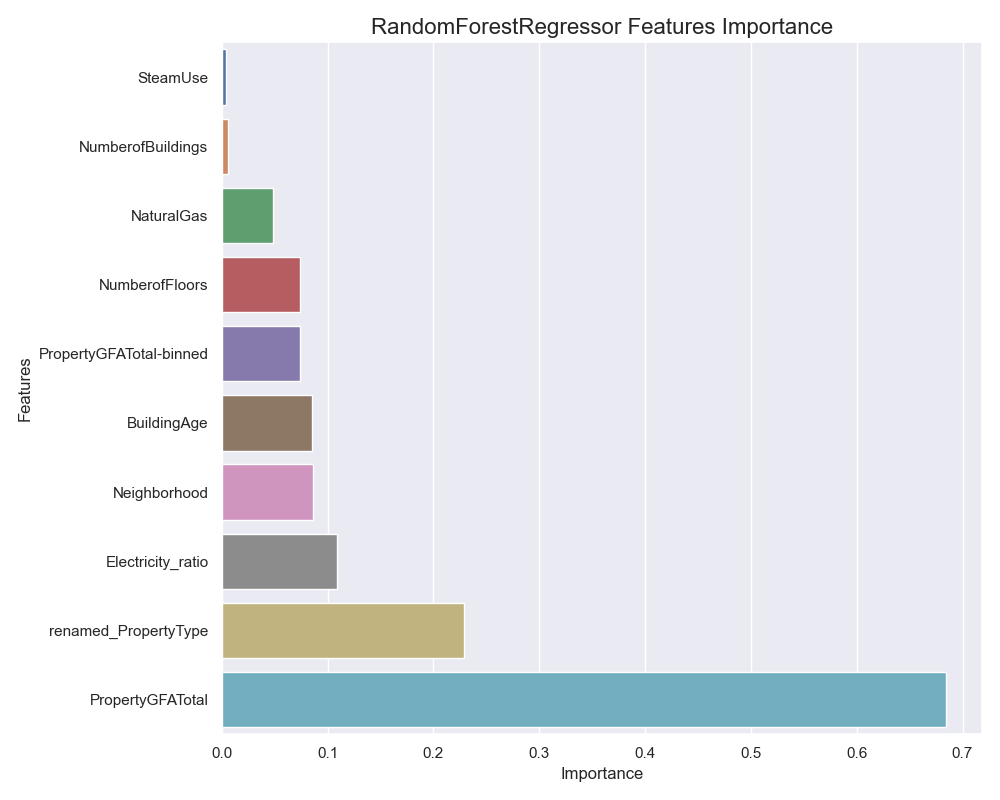 RandomForestRegressor Features Importance
SteamUse
NumberofBuildings
NaturalGas
NumberofFloors
PropertyGFATotal-binned
BuildingAge
Neighborhood
Electricity_ratio
renamed_PropertyType
PropertyGFATotal
Features
0.0 0.1 0.2 0.3 0.4 0.5 0.6 0.7
Importance